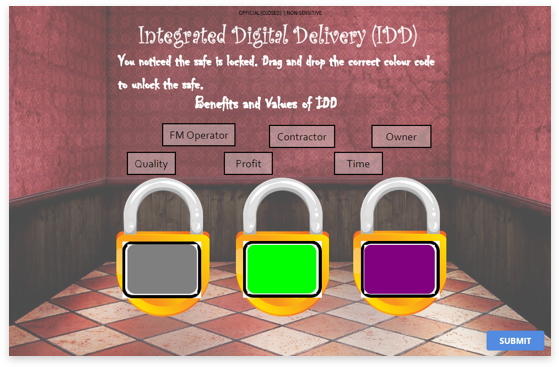 OFFICIAL (CLOSED) \ NON-SENSITIVE
Integrated Digital Delivery (IDD)
You noticed the safe is locked. Drag and drop the correct colour code
to unlock the safe.
Benefits and Values of IDD
FM Operator
Contractor
Owner
Quality
Profit
Time
SUBMIT